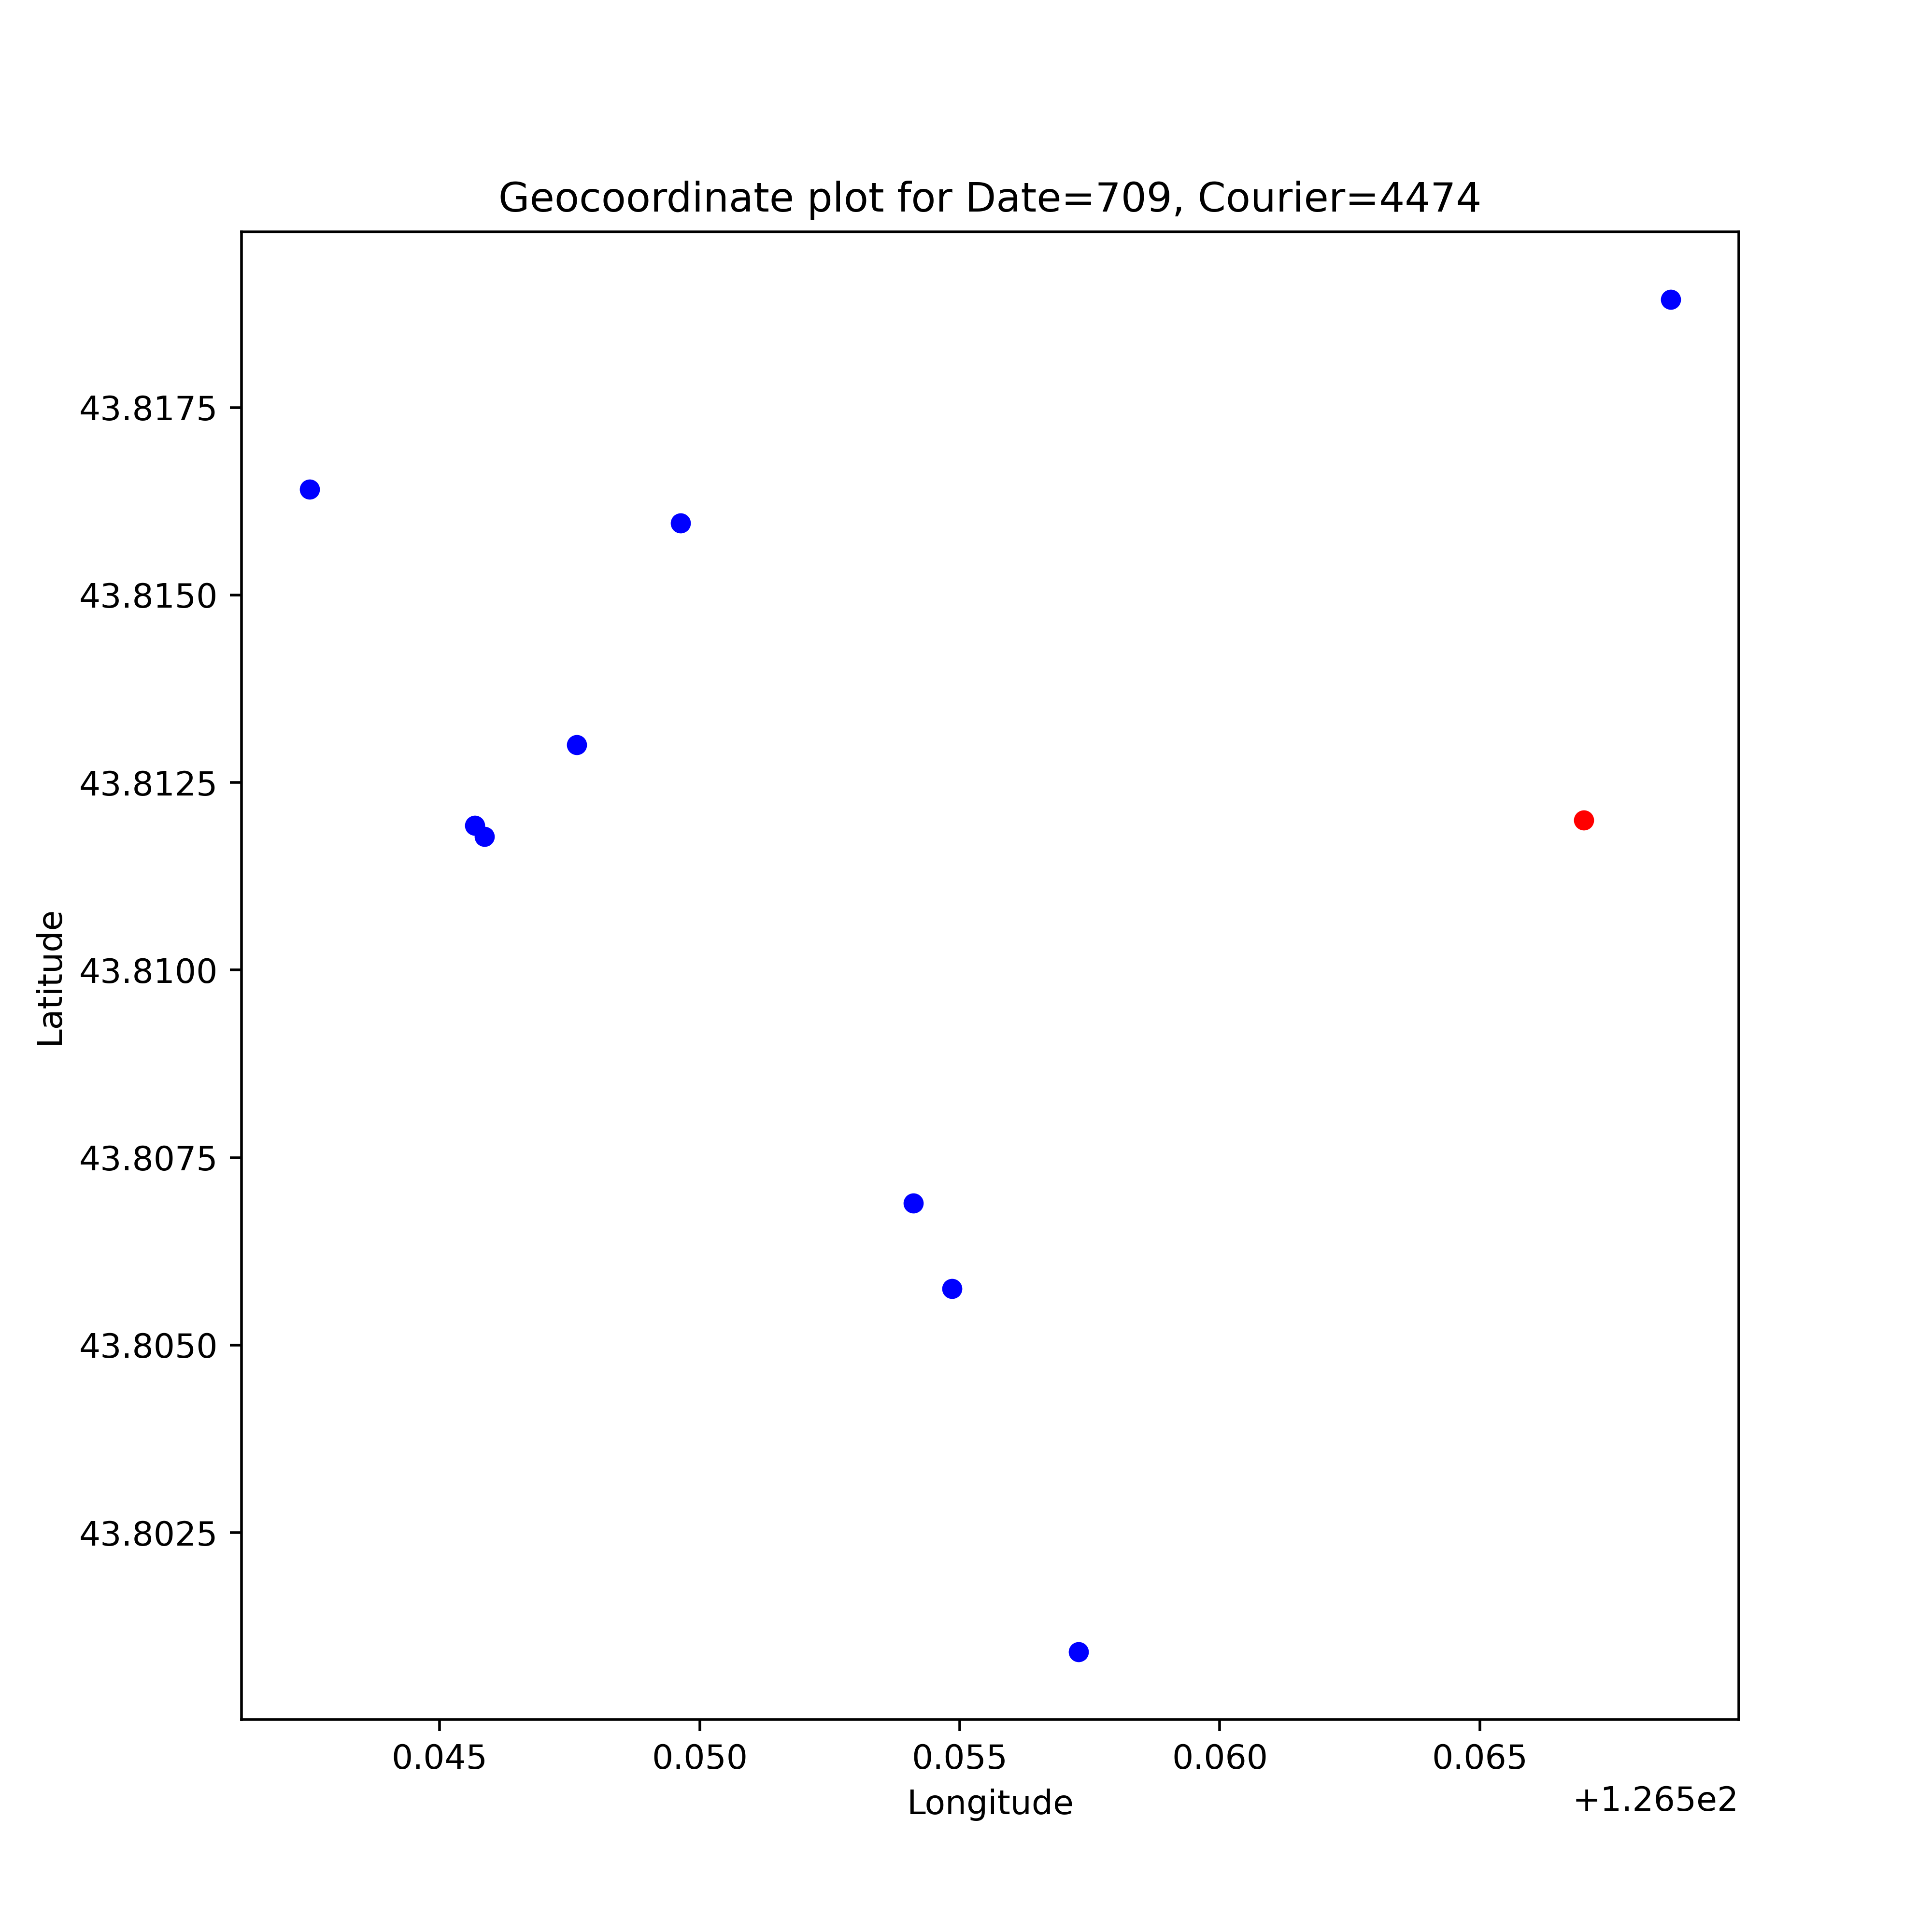 Geocoordinate plot for Date=709, Courier=4474
43.8175
43.8150
43.8125
43.8100
43.8075
43.8050
43.8025
Latitude
0.045 0.050 0.055 0.060 0.065
Longitude
+1.265e2